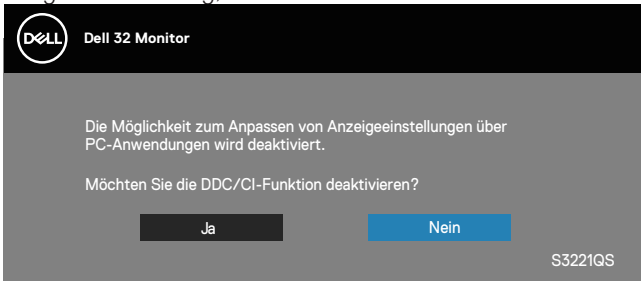 DELL
Dell 32 Monitor
Die Möglichkeit zum Anpassen von Anzeigeeinstellungen über
PC-Anwendungen wird deaktiviert.
Möchten Sie die DDC/CI-Funktion deaktivieren?
Ja
Nein
S3221QS